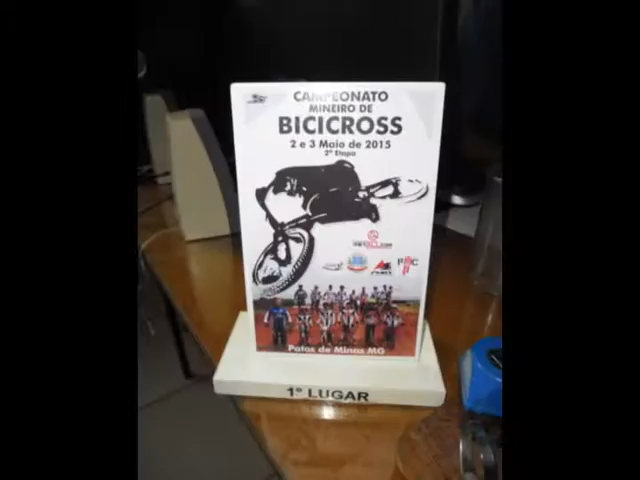 CAMPEONATO
MINEIRO DE
BICICROSS
2 e 3 Maio de 2015
2ª Etapa
Patos de Minas MG
1º LUGAR